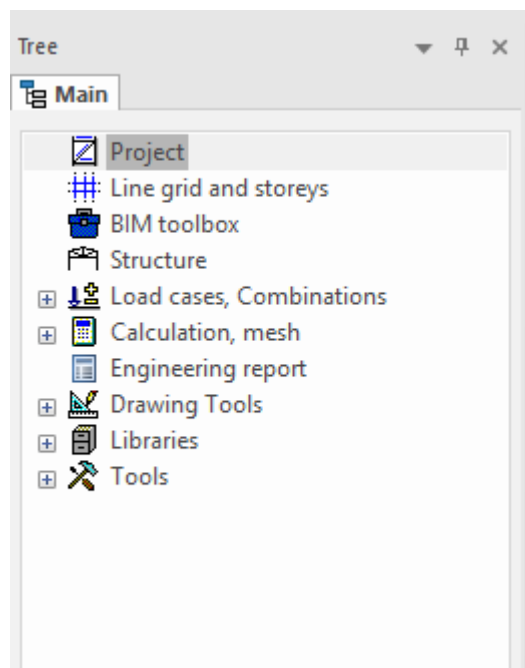 Tree
Main
Project
Line grid and storeys
BIM toolbox
Structure
Load cases, Combinations
Calculation, mesh
Engineering report
Drawing Tools
Libraries
Tools